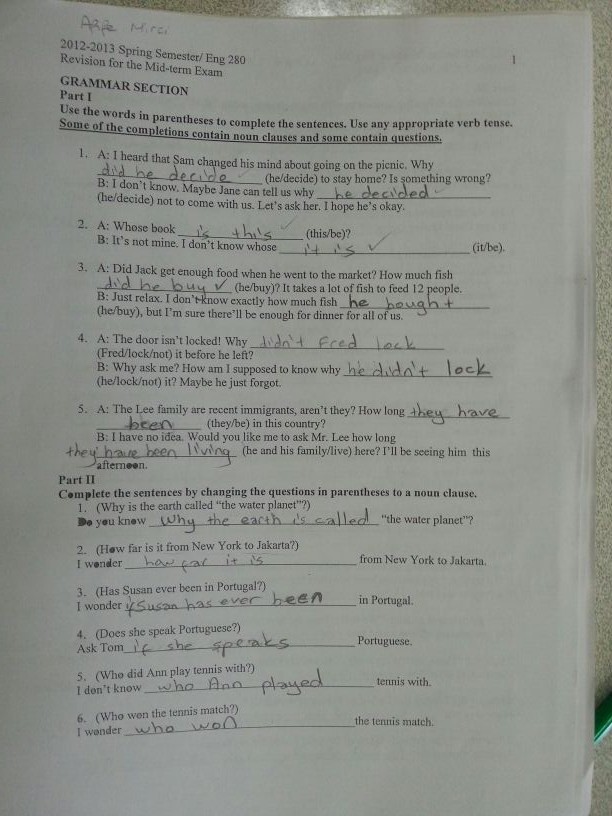 2012-2013 Spring Semester/ Eng 280
Revision for the Mid-term Exam
1
GRAMMAR SECTION
Part I
Use the words in parentheses to complete the sentences. Use any appropriate verb tense.
Some of the completions contain noun clauses and some contain questions.
1. A: I heard that Sam changed his mind about going on the picnic. Why
did he decide (he/decide) to stay home? Is something wrong?
B: I don't know. Maybe Jane can tell us why he decided
(he/decide) not to come with us. Let's ask her. I hope he's okay.
2. A: Whose book is this (this/be)?
B: It's not mine. I don't know whose it is (it/be).
3. A: Did Jack get enough food when he went to the market? How much fish
did he buy (he/buy)? It takes a lot of fish to feed 12 people.
B: Just relax. I don't know exactly how much fish he bought
(he/buy), but I'm sure there'll be enough for dinner for all of us.
4. A: The door isn't locked! Why didn't Fred lock
(Fred/lock/not) it before he left?
B: Why ask me? How am I supposed to know why he didn't lock
(he/lock/not) it? Maybe he just forgot.
5. A: The Lee family are recent immigrants, aren't they? How long they have
been (they/be) in this country?
B: I have no idea. Would you like me to ask Mr. Lee how long
they have been living (he and his family/live) here? I'll be seeing him this
afternoon.
Part II
Complete the sentences by changing the questions in parentheses to a noun clause.
1. (Why is the earth called "the water planet"?)
Do you know why the earth is called "the water planet"?
2. (How far is it from New York to Jakarta?)
I wonder how far it is from New York to Jakarta.
3. (Has Susan ever been in Portugal?)
I wonder if Susan has ever been in Portugal.
4. (Does she speak Portuguese?)
Ask Tom if she speaks Portuguese.
5. (Who did Ann play tennis with?)
I don't know who Ann played tennis with.
6. (Who won the tennis match?)
I wonder who won the tennis match.